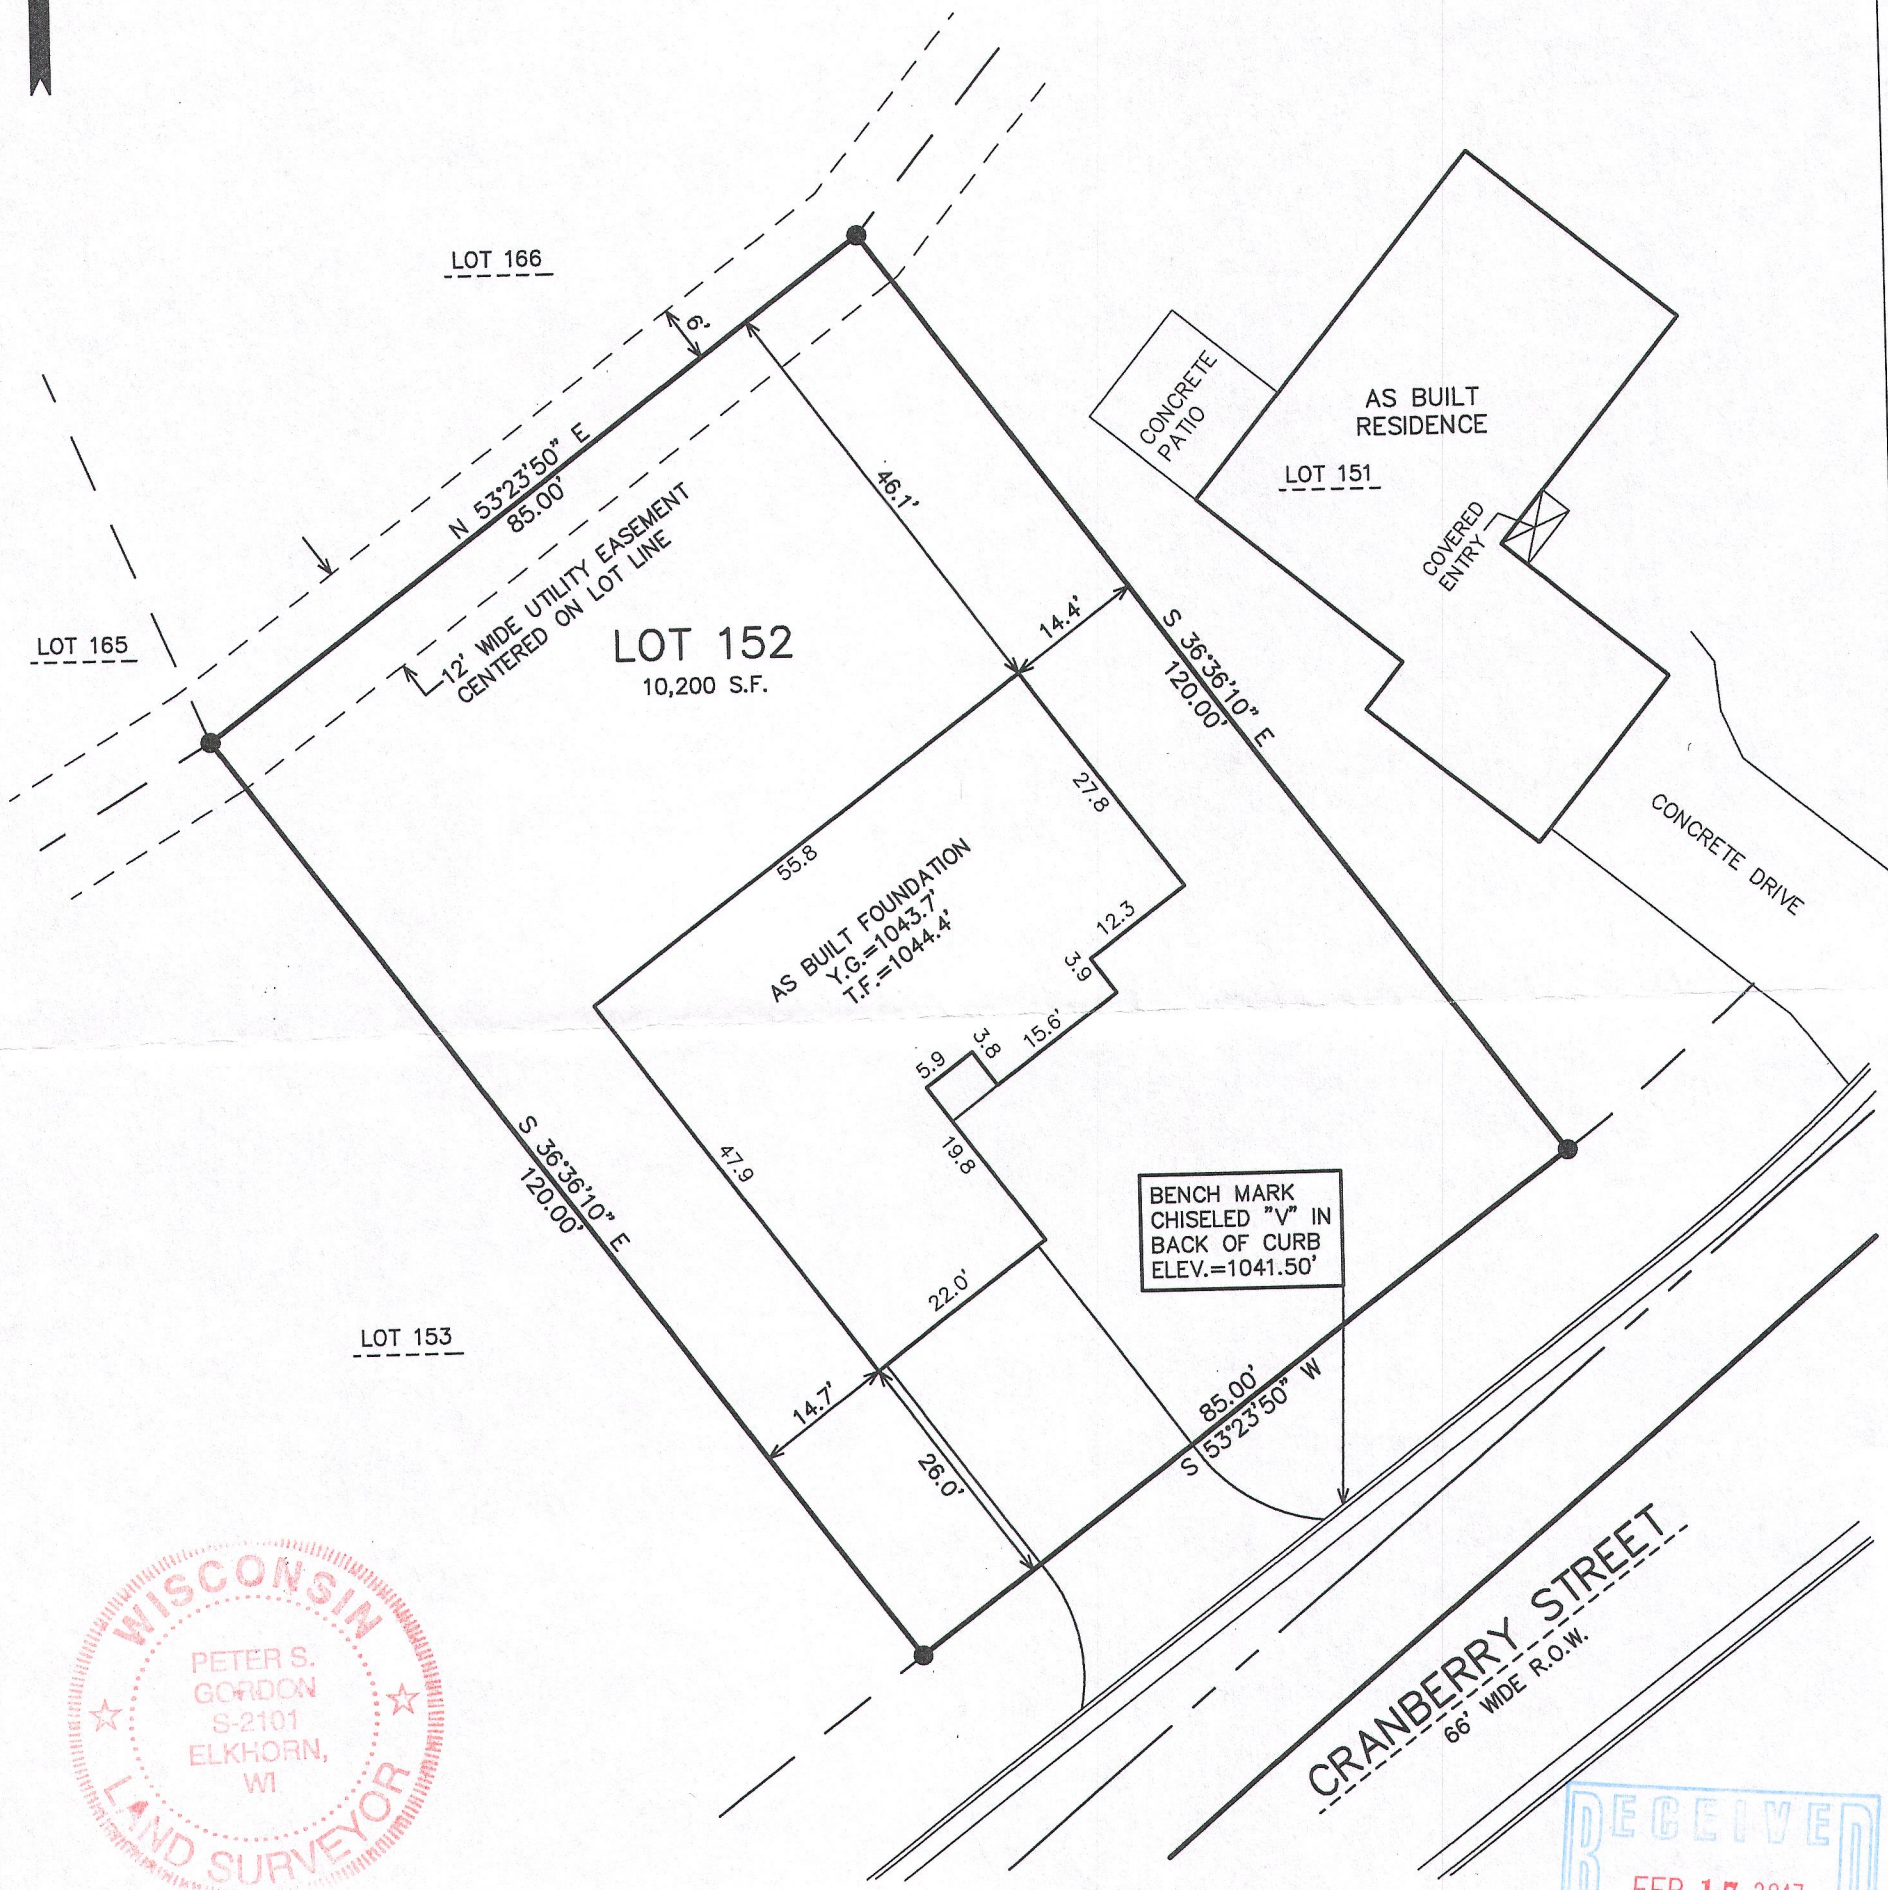 LOT 166
6'
N 53°23'50" E
85.00'
12' WIDE UTILITY EASEMENT
CENTERED ON LOT LINE
LOT 165
LOT 152
10,200 S.F.
46.1'
14.4'
S 36°36'10" E
120.00'
CONCRETE
PATIO
AS BUILT
RESIDENCE
LOT 151
COVERED
ENTRY
CONCRETE DRIVE
27.8
55.8
AS BUILT FOUNDATION
Y.G.=1043.7'
T.F.=1044.4'
12.3
3.9
15.6'
3.8
5.9
19.8
47.9
22.0'
S 36°36'10" E
120.00'
LOT 153
14.7'
26.0'
BENCH MARK
CHISELED "V" IN
BACK OF CURB
ELEV.=1041.50'
85.00'
S 53°23'50" W
CRANBERRY STREET
66' WIDE R.O.W.
WISCONSIN
PETER S.
GORDON
S-2101
ELKHORN,
WI
LAND SURVEYOR
RECEIVED
FEB 17 2017